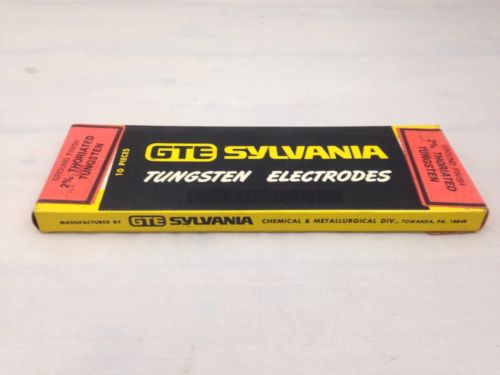 GROUND FINISH
2% THORIATED
TUNGSTEN
10 PIECES
GTE SYLVANIA
TUNGSTEN ELECTRODES
GROUND FINISH
2% THORIATED
TUNGSTEN
MANUFACTURED BY GTE SYLVANIA CHEMICAL & METALLURGICAL DIV., TOWANDA, PA. 18848